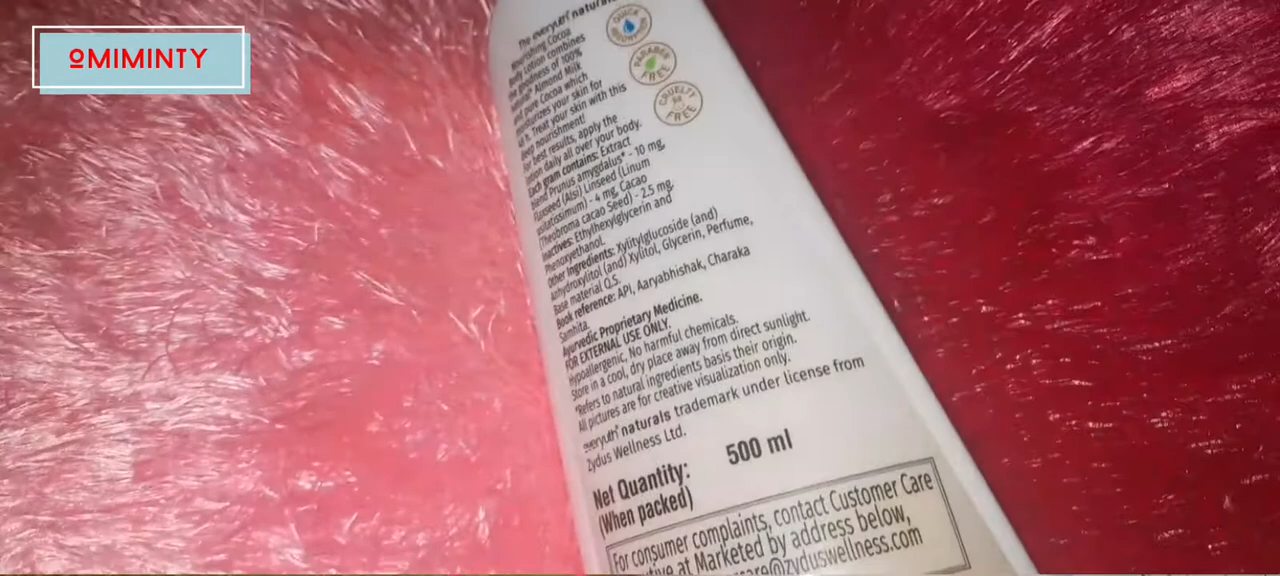 OMIMINTY
The everyuth naturals
Nourishing Cocoa
Body Lotion combines
the goodness of 100%
natural* Almond Milk
and pure Cocoa which
moisturizes your skin for
Treat your skin with this
deep nourishment!
For best results, apply the
lotion daily all over your body.
Each gram contains: Extract
blend Prunus amygdalus* - 10 mg,
Flaxseed (Alsi) Linseed (Linum
usitatissimum) - 4 mg, Cacao
(Theobroma cacao Seed) - 2.5 mg.
Inactives: Ethylhexylglycerin and
Phenoxyethanol.
Other Ingredients: Xylitylglucoside (and)
Anhydroxylitol (and) Xylitol, Glycerin, Perfume,
Base material Q.S.
Book reference: API, Aaryabhishak, Charaka
Samhita.
Ayurvedic Proprietary Medicine.
FOR EXTERNAL USE ONLY.
Hypoallergenic, No harmful chemicals.
Store in a cool, dry place away from direct sunlight.
*Refers to natural ingredients basis their origin.
All pictures are for creative visualization only.
everyuth naturals trademark under license from
Zydus Wellness Ltd.
Net Quantity: 500 ml
(When packed)
For consumer complaints, contact Customer Care
at Marketed by address below,
care@zyduswellness.com
QUICK
PARABEN
FREE
CRUELTY
FREE